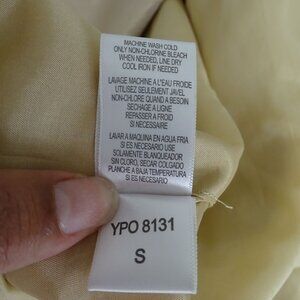 MACHINE WASH COLD
ONLY NON-CHLORINE BLEACH
WHEN NEEDED, LINE DRY
COOL IRON IF NEEDED
LAVAGE MACHINE A L'EAU FROIDE
UTILISEZ SEULEMENT JAVEL
NON-CHLORE QUAND A BESOIN
SECHAGE A LIGNE
REPASSER A FROID
SI NECESSAIRE
LAVAR A MAQUINA EN AGUA FRIA
SI ES NECESARIO USE
SOLAMENTE BLANQUEADOR
SIN CLORO, SECAR COLGADO
PLANCHE A BAJA TEMPERATURA
SI ES NECESARIO
YPO 8131
S